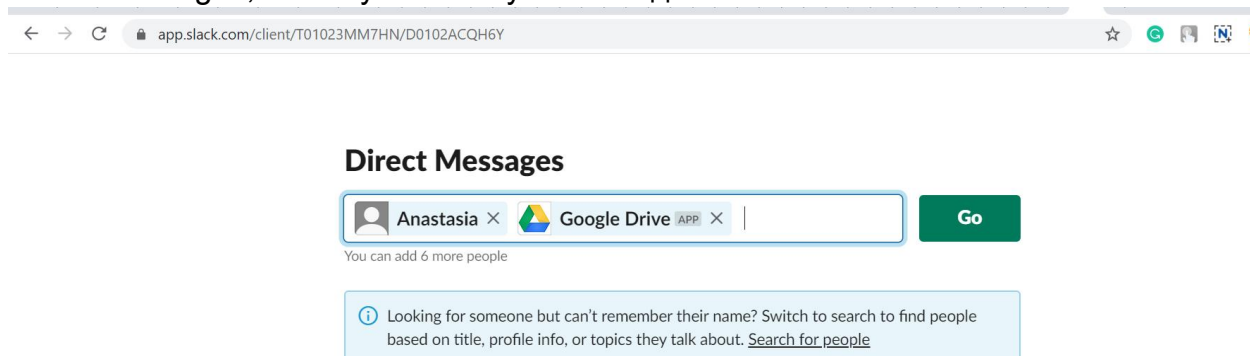 app.slack.com/client/T01023MM7HN/D0102ACQH6Y
Direct Messages
Anastasia × Google Drive APP ×
Go
You can add 6 more people
Looking for someone but can't remember their name? Switch to search to find people
based on title, profile info, or topics they talk about. Search for people